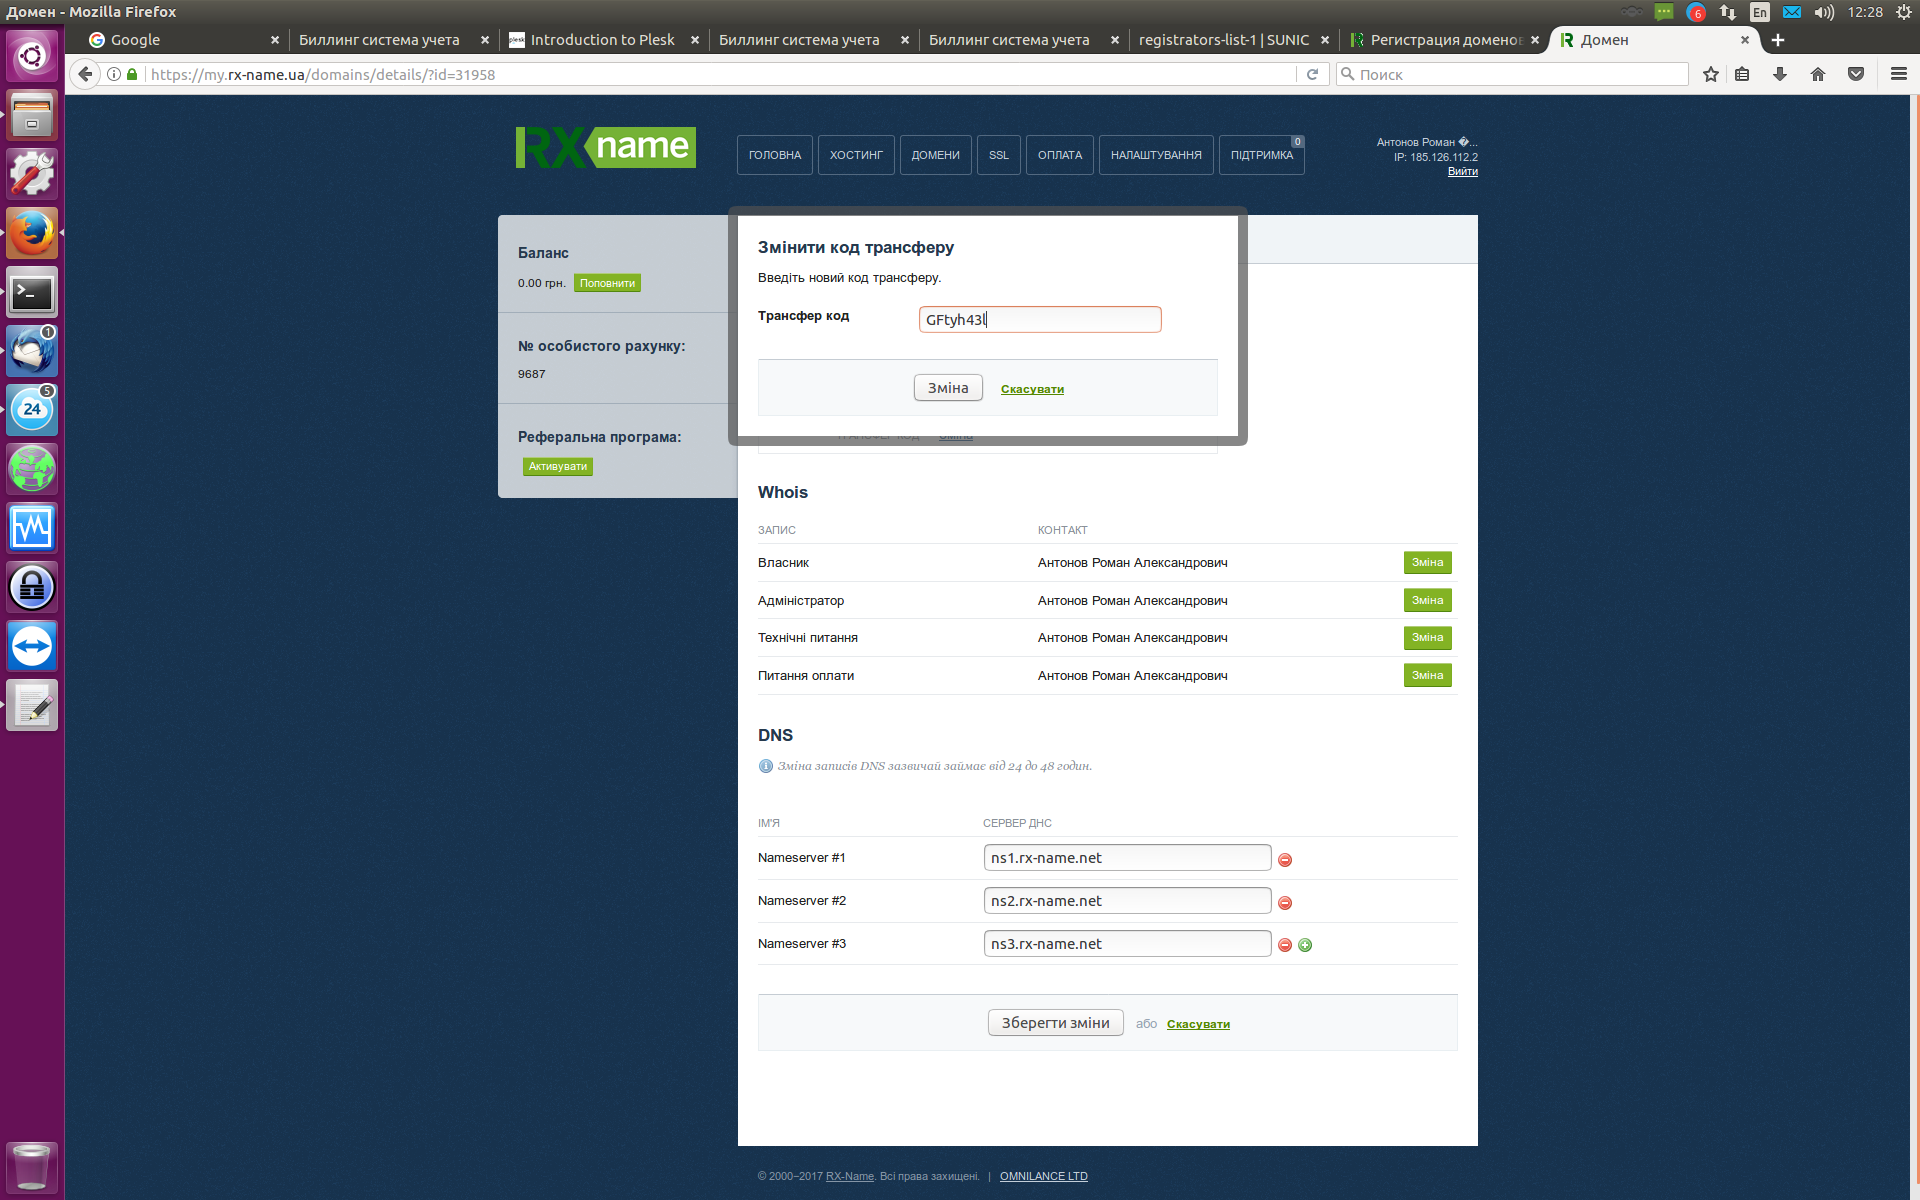 Домен - Mozilla Firefox
6
En
12:28
Google
Биллинг система учета
plesk
Introduction to Plesk
Биллинг система учета
Биллинг система учета
registrators-list-1 | SUNIC
Регистрация доменов
Домен
https://my.rx-name.ua/domains/details/?id=31958
Поиск
RX name
ГОЛОВНА
ХОСТИНГ
ДОМЕНИ
SSL
ОПЛАТА
НАЛАШТУВАННЯ
ПІДТРИМКА
0
Антонов Роман �...
IP: 185.126.112.2
Вийти
Баланс
0.00 грн.
Поповнити
№ особистого рахунку:
9687
Реферальна програма:
Активувати
Змінити код трансферу
Введіть новий код трансферу.
Трансфер код
GFtyh43l
Зміна
Скасувати
ТРАНСФЕР КОД
Зміна
Whois
ЗАПИС
КОНТАКТ
Власник
Антонов Роман Александрович
Зміна
Адміністратор
Антонов Роман Александрович
Зміна
Технічні питання
Антонов Роман Александрович
Зміна
Питання оплати
Антонов Роман Александрович
Зміна
DNS
Зміна записів DNS зазвичай займає від 24 до 48 годин.
ІМ'Я
СЕРВЕР ДНС
Nameserver #1
ns1.rx-name.net
Nameserver #2
ns2.rx-name.net
Nameserver #3
ns3.rx-name.net
Зберегти зміни
або
Скасувати
© 2000–2017 RX-Name. Всі права захищені. | OMNILANCE LTD
1
5
24